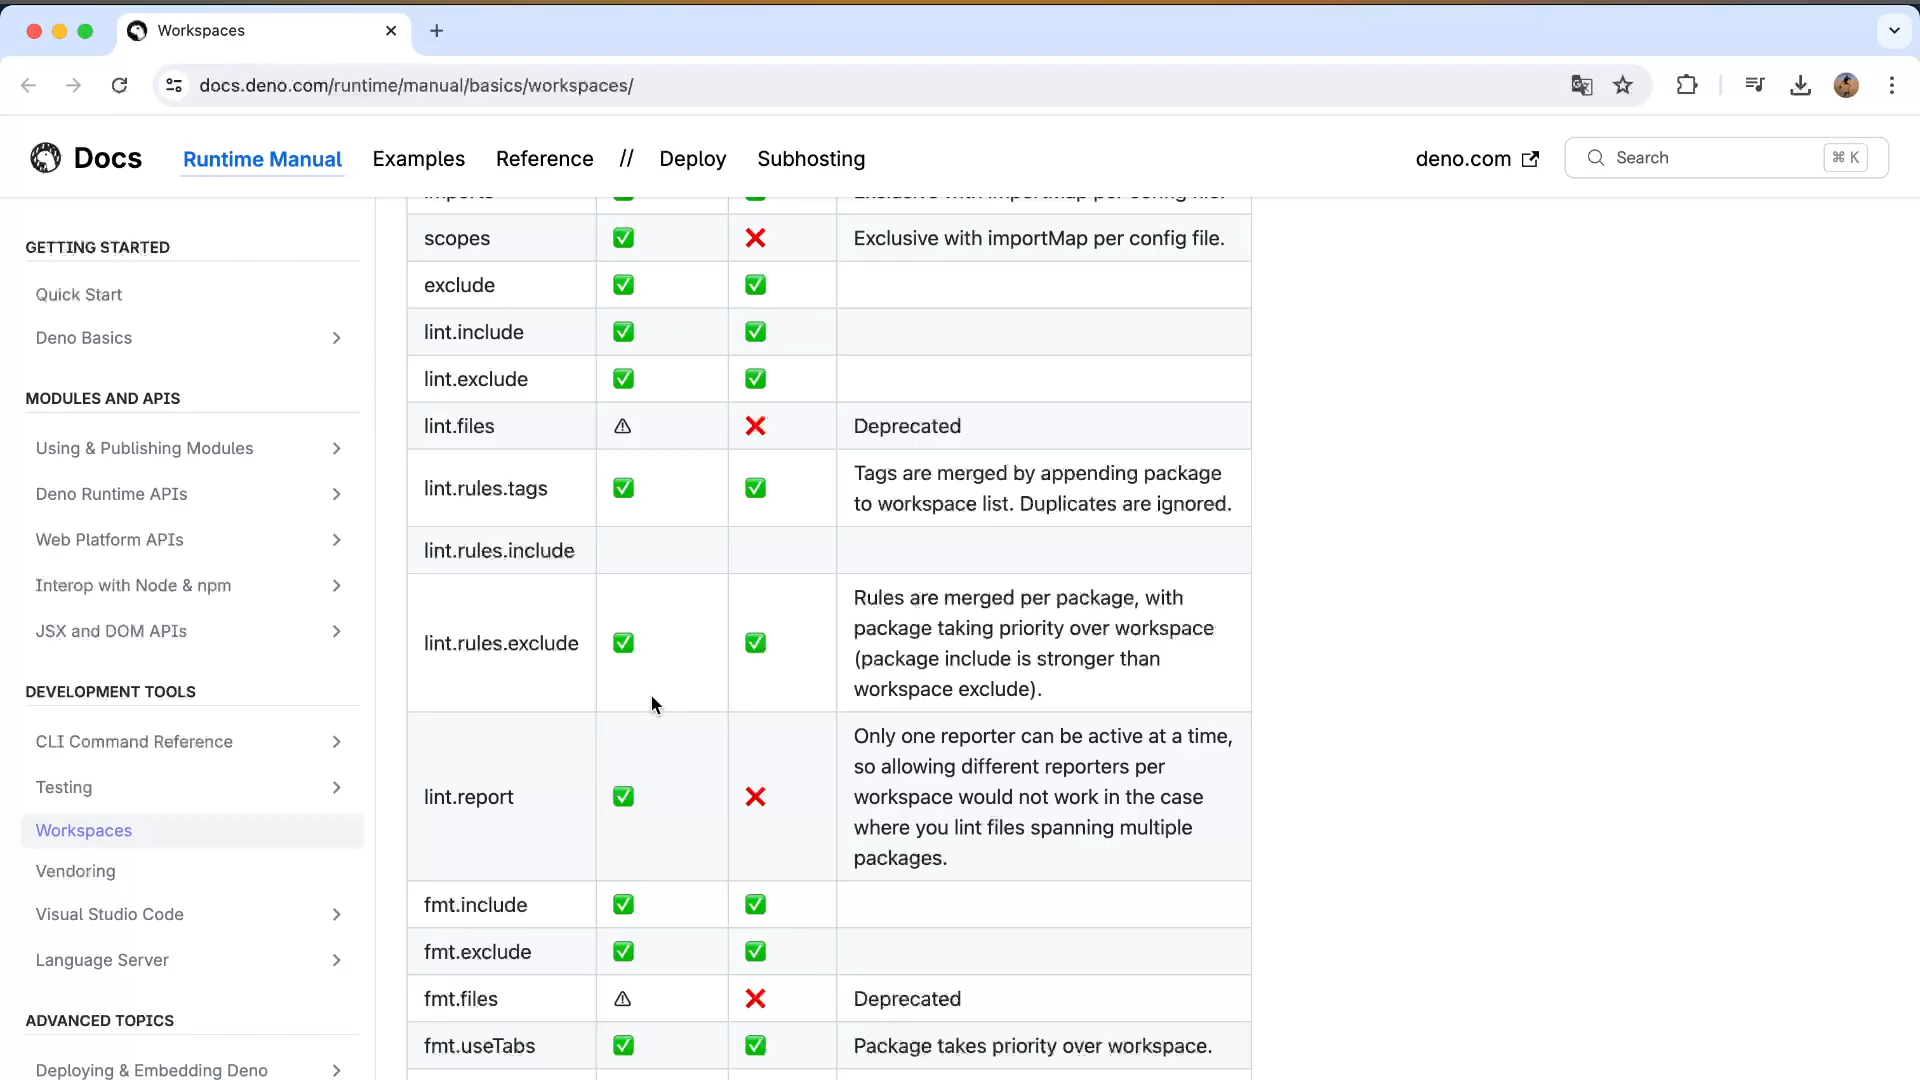 Workspaces
docs.deno.com/runtime/manual/basics/workspaces/
Docs
Runtime Manual
Examples
Reference
//
Deploy
Subhosting
deno.com
Search
⌘ K
GETTING STARTED
Quick Start
Deno Basics
MODULES AND APIS
Using & Publishing Modules
Deno Runtime APIs
Web Platform APIs
Interop with Node & npm
JSX and DOM APIs
DEVELOPMENT TOOLS
CLI Command Reference
Testing
Workspaces
Vendoring
Visual Studio Code
Language Server
ADVANCED TOPICS
Deploying & Embedding Deno
imports ✅ ✅ Exclusive with importMap per config file.
scopes ✅ ❌ Exclusive with importMap per config file.
exclude ✅ ✅
lint.include ✅ ✅
lint.exclude ✅ ✅
lint.files ⚠ ❌ Deprecated
lint.rules.tags ✅ ✅ Tags are merged by appending package
to workspace list. Duplicates are ignored.
lint.rules.include
lint.rules.exclude ✅ ✅ Rules are merged per package, with
package taking priority over workspace
(package include is stronger than
workspace exclude).
lint.report ✅ ❌ Only one reporter can be active at a time,
so allowing different reporters per
workspace would not work in the case
where you lint files spanning multiple
packages.
fmt.include ✅ ✅
fmt.exclude ✅ ✅
fmt.files ⚠ ❌ Deprecated
fmt.useTabs ✅ ✅ Package takes priority over workspace.